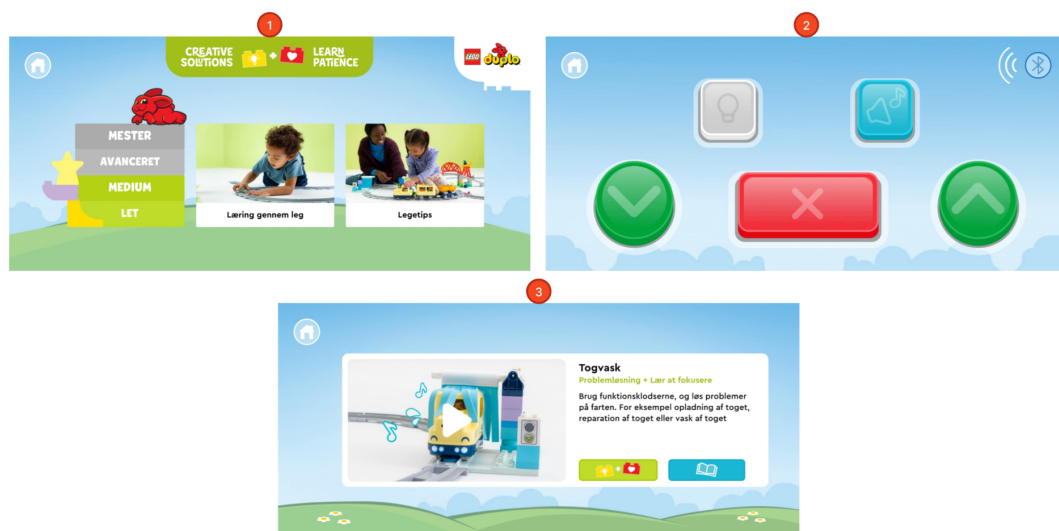 1
CREATIVE
SOLUTIONS
+
LEARN
PATIENCE
LEGO duplo
MESTER
AVANCERET
MEDIUM
LET
Læring gennem leg
Legetips
2
3
Togvask
Problemløsning + Lær at fokusere
Brug funktionsklodserne, og løs problemer
på farten. For eksempel opladning af toget,
reparation af toget eller vask af toget
+